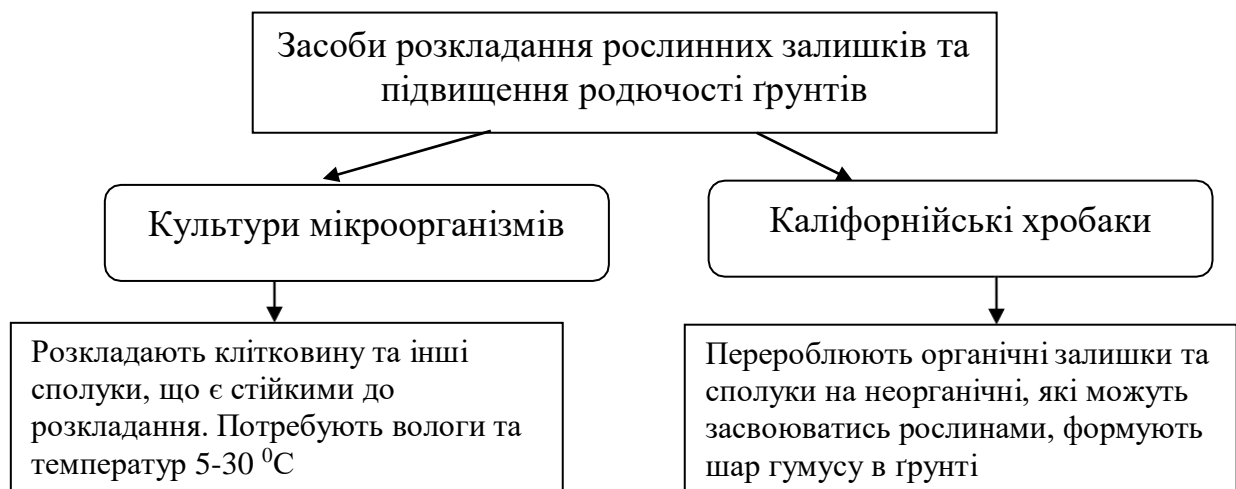 Засоби розкладання рослинних залишків та
підвищення родючості ґрунтів
Культури мікроорганізмів
Каліфорнійські хробаки
Розкладають клітковину та інші
сполуки, що є стійкими до
розкладання. Потребують вологи та
температур 5-30 ⁰С
Перероблюють органічні залишки та
сполуки на неорганічні, які можуть
засвоюватись рослинами, формують
шар гумусу в ґрунті